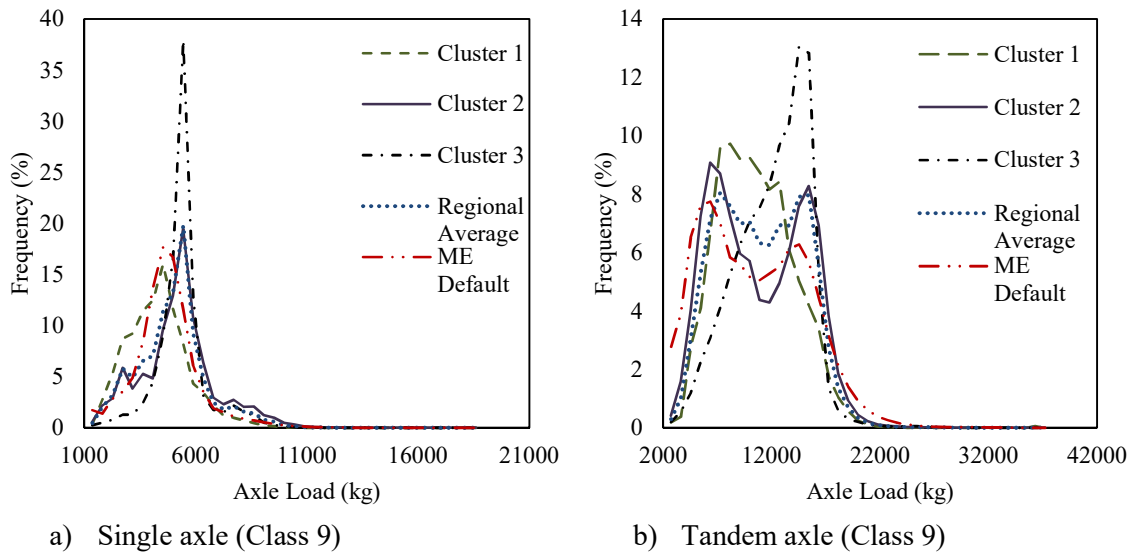 40
35
30
25
20
15
10
5
0
Frequency (%)
Cluster 1
Cluster 2
Cluster 3
Regional
Average
ME
Default
1000 6000 11000 16000 21000
Axle Load (kg)
a) Single axle (Class 9)
14
12
10
8
6
4
2
0
Frequency (%)
Cluster 1
Cluster 2
Cluster 3
Regional
Average
ME
Default
2000 12000 22000 32000 42000
Axle Load (kg)
b) Tandem axle (Class 9)